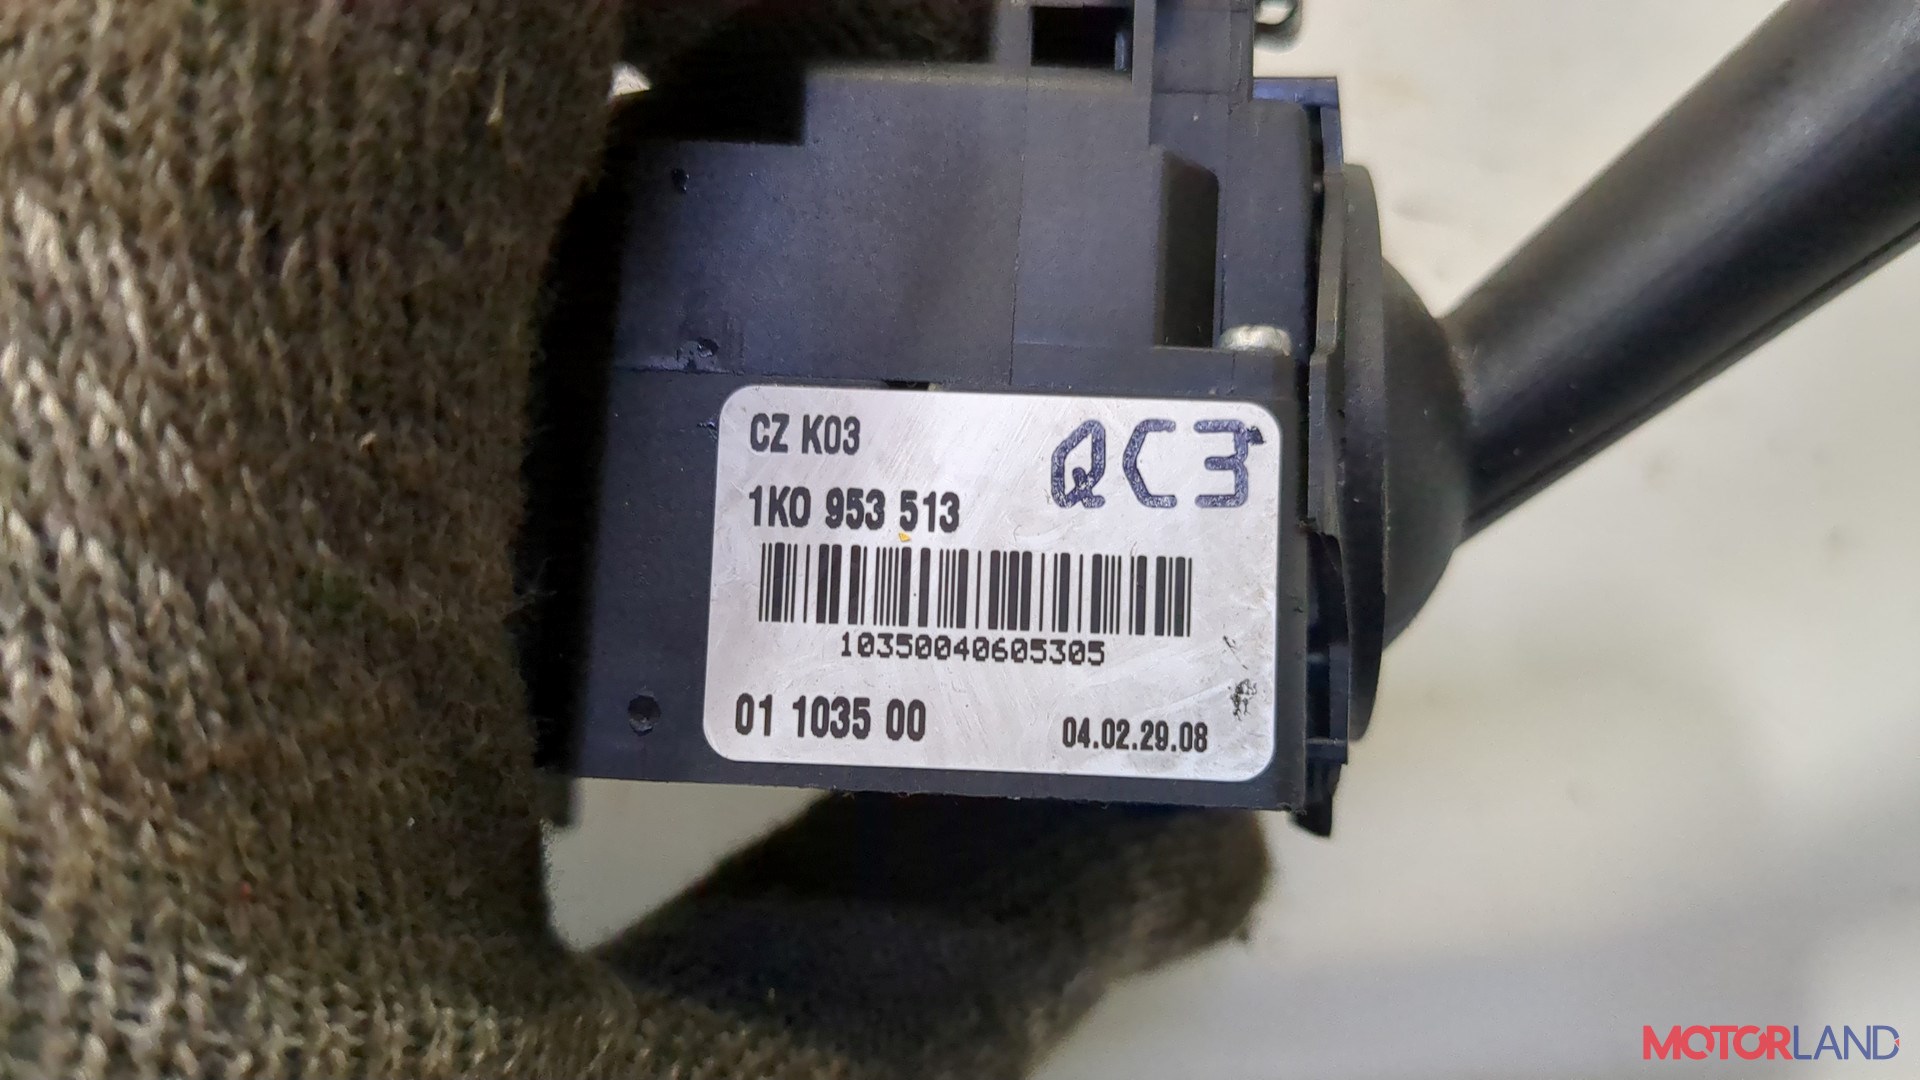 CZ K03
QC3
1K0 953 513
10350040605305
01 1035 00
04.02.29.08
MOTORLAND